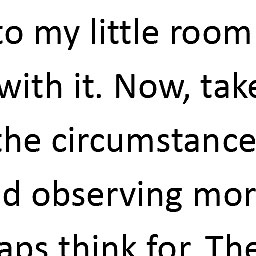 to my little room
with it. Now, take
the circumstance
d observing mor
aps think for. The